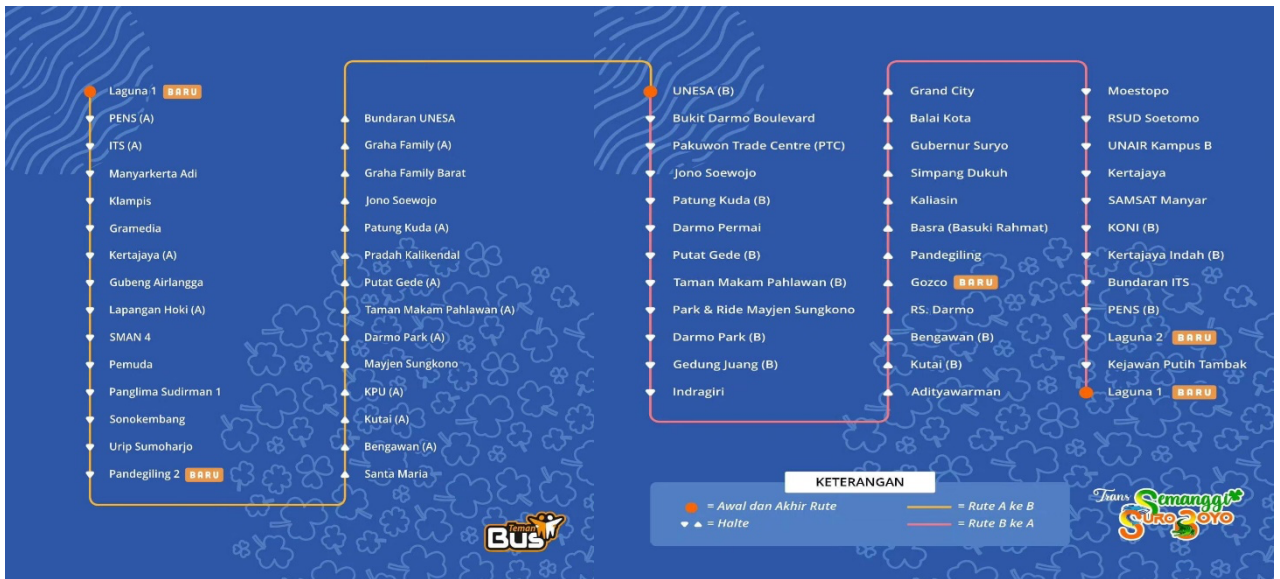 Laguna 1 BARU
PENS (A)
ITS (A)
Manyarkerta Adi
Klampis
Gramedia
Kertajaya (A)
Gubeng Airlangga
Lapangan Hoki (A)
SMAN 4
Pemuda
Panglima Sudirman 1
Sonokembang
Urip Sumoharjo
Pandegiling 2 BARU
Bundaran UNESA
Graha Family (A)
Graha Family Barat
Jono Soewojo
Patung Kuda (A)
Pradah Kalikendal
Putat Gede (A)
Taman Makam Pahlawan (A)
Darmo Park (A)
Mayjen Sungkono
KPU (A)
Kutai (A)
Bengawan (A)
Santa Maria
Teman
Bus
UNESA (B)
Bukit Darmo Boulevard
Pakuwon Trade Centre (PTC)
Jono Soewojo
Patung Kuda (B)
Darmo Permai
Putat Gede (B)
Taman Makam Pahlawan (B)
Park & Ride Mayjen Sungkono
Darmo Park (B)
Gedung Juang (B)
Indragiri
Grand City
Balai Kota
Gubernur Suryo
Simpang Dukuh
Kaliasin
Basra (Basuki Rahmat)
Pandegiling
Gozco BARU
RS. Darmo
Bengawan (B)
Kutai (B)
Adityawarman
Moestopo
RSUD Soetomo
UNAIR Kampus B
Kertajaya
SAMSAT Manyar
KONI (B)
Kertajaya Indah (B)
Bundaran ITS
PENS (B)
Laguna 2 BARU
Kejawan Putih Tambak
Laguna 1 BARU
KETERANGAN
= Awal dan Akhir Rute
= Halte
= Rute A ke B
= Rute B ke A
Trans Semanggi
Suroboyo